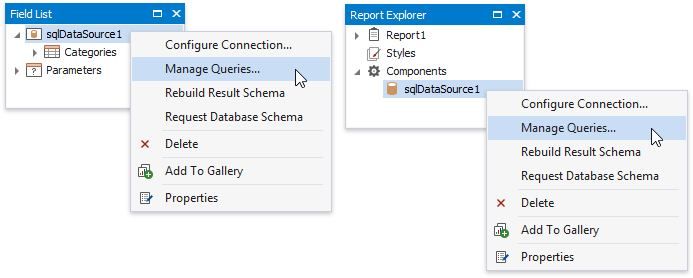 Field List
sqlDataSource1
Categories
Parameters
Configure Connection...
Manage Queries...
Rebuild Result Schema
Request Database Schema
Delete
Add To Gallery
Properties
Report Explorer
Report1
Styles
Components
sqlDataSource1
Configure Connection...
Manage Queries...
Rebuild Result Schema
Request Database Schema
Delete
Add To Gallery
Properties